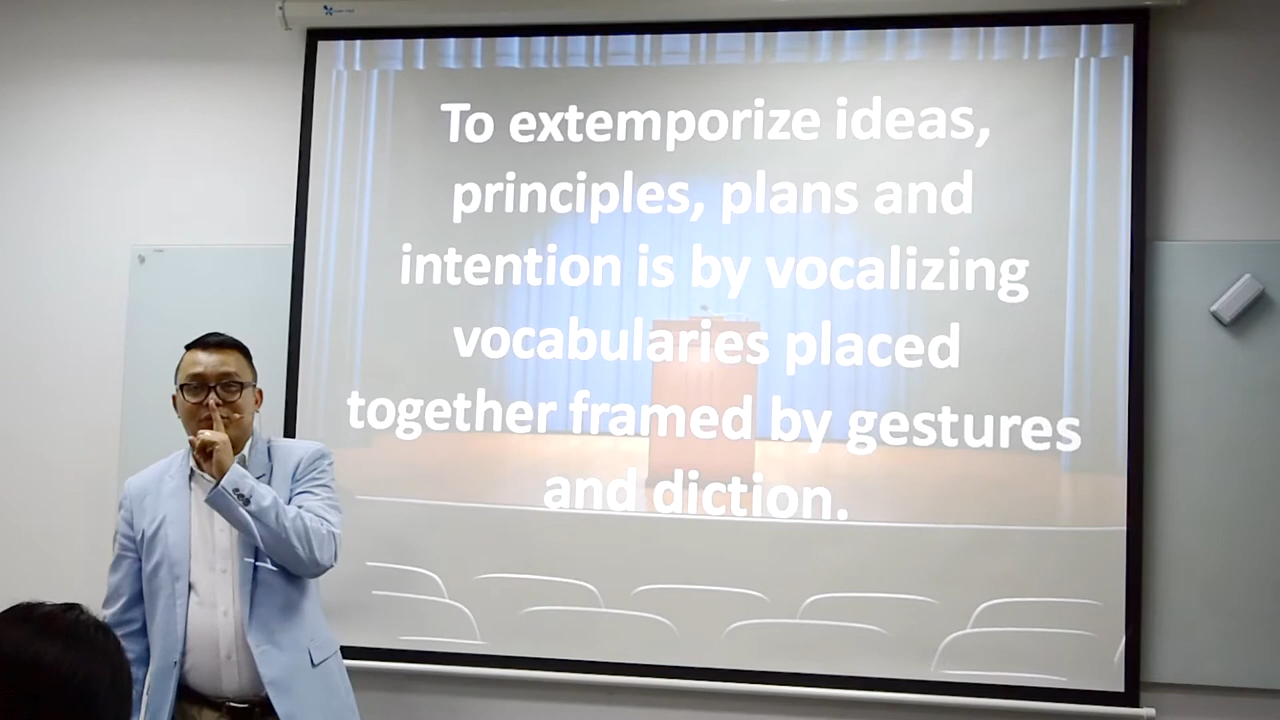 To extemporize ideas,
principles, plans and
intention is by vocalizing
vocabularies placed
together framed by gestures
and diction.